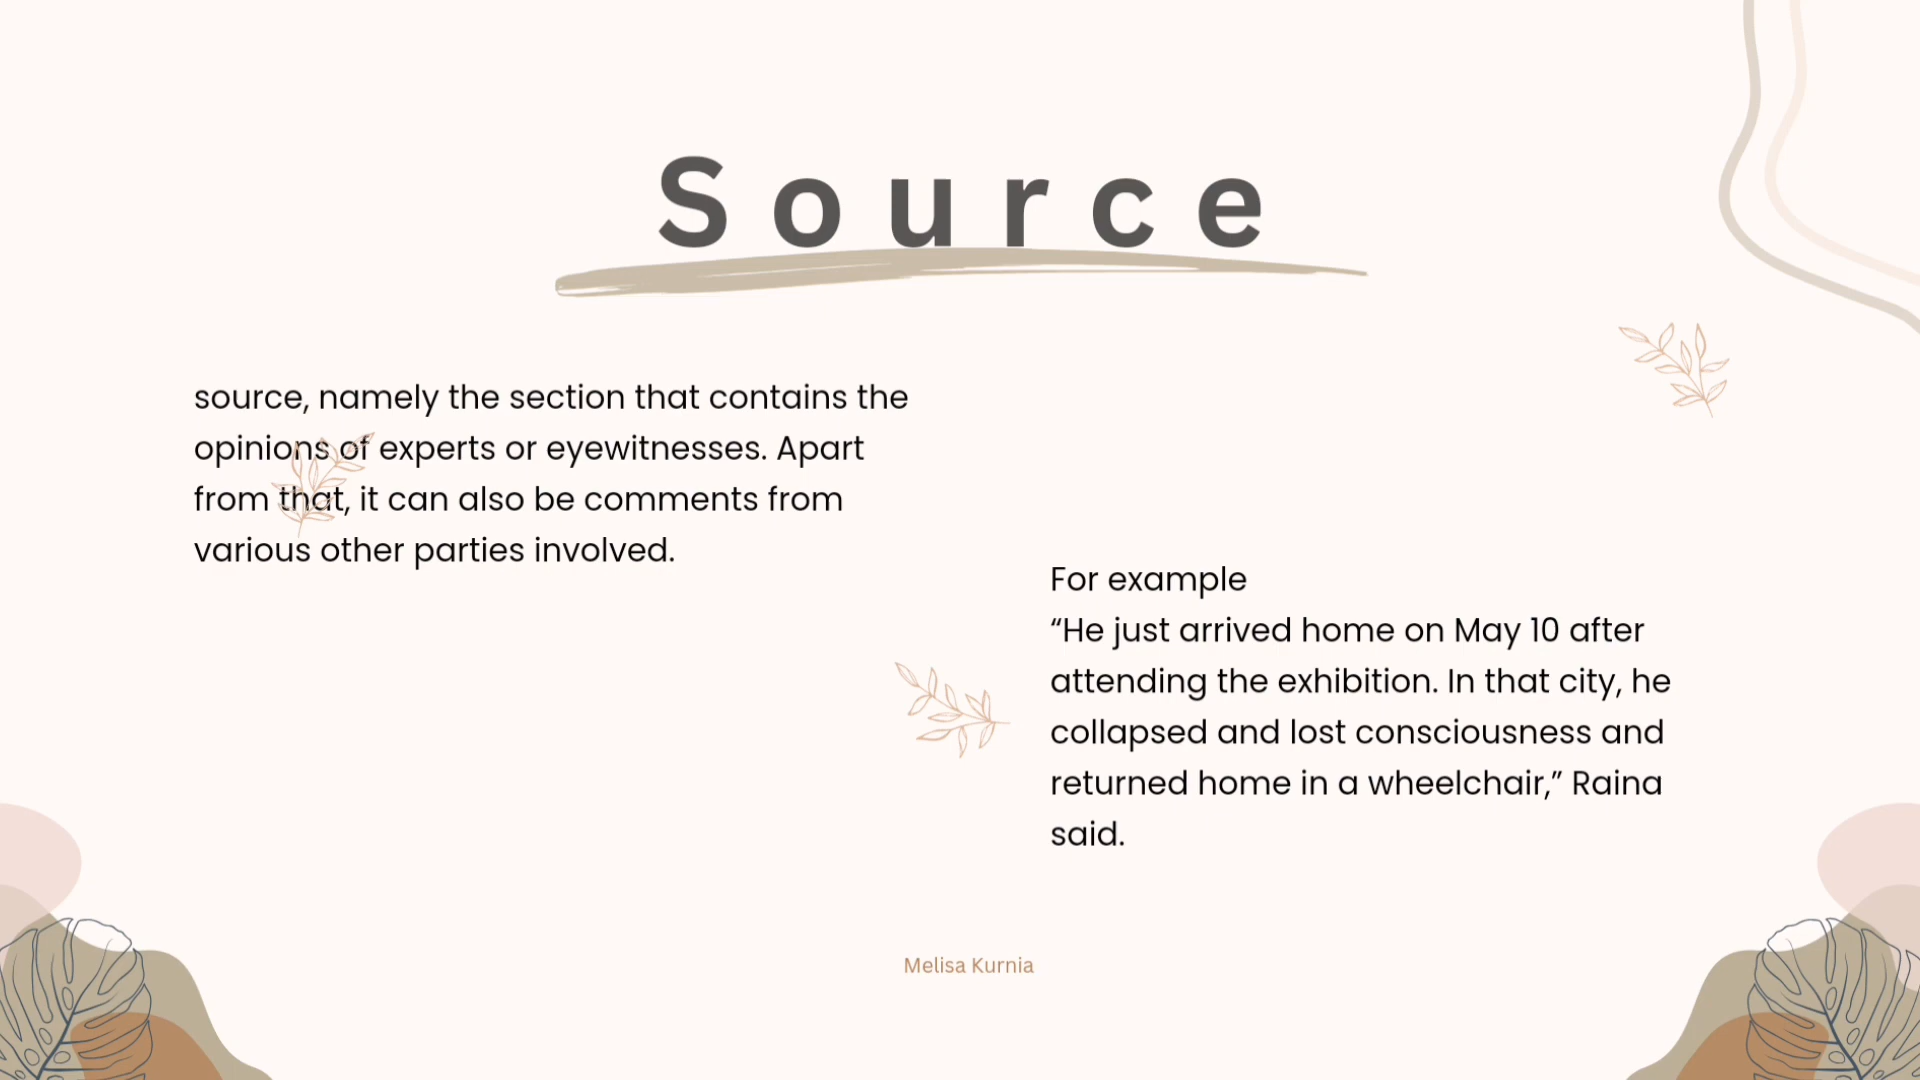 Source
source, namely the section that contains the
opinions of experts or eyewitnesses. Apart
from that, it can also be comments from
various other parties involved.
For example
“He just arrived home on May 10 after
attending the exhibition. In that city, he
collapsed and lost consciousness and
returned home in a wheelchair,” Raina
said.
Melisa Kurnia